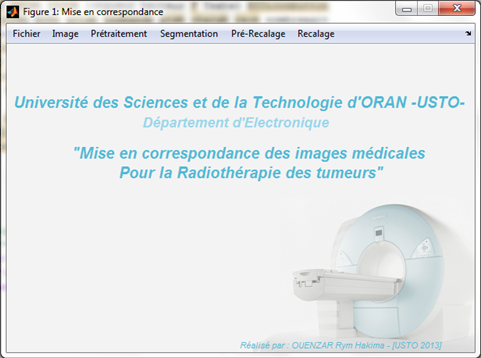 Figure 1: Mise en correspondance
Fichier Image Prétraitement Segmentation Pré-Recalage Recalage
Université des Sciences et de la Technologie d'ORAN -USTO-
Département d'Electronique
"Mise en correspondance des images médicales
Pour la Radiothérapie des tumeurs"
Réalisé par : OUENZAR Rym Hakima - [USTO 2013]